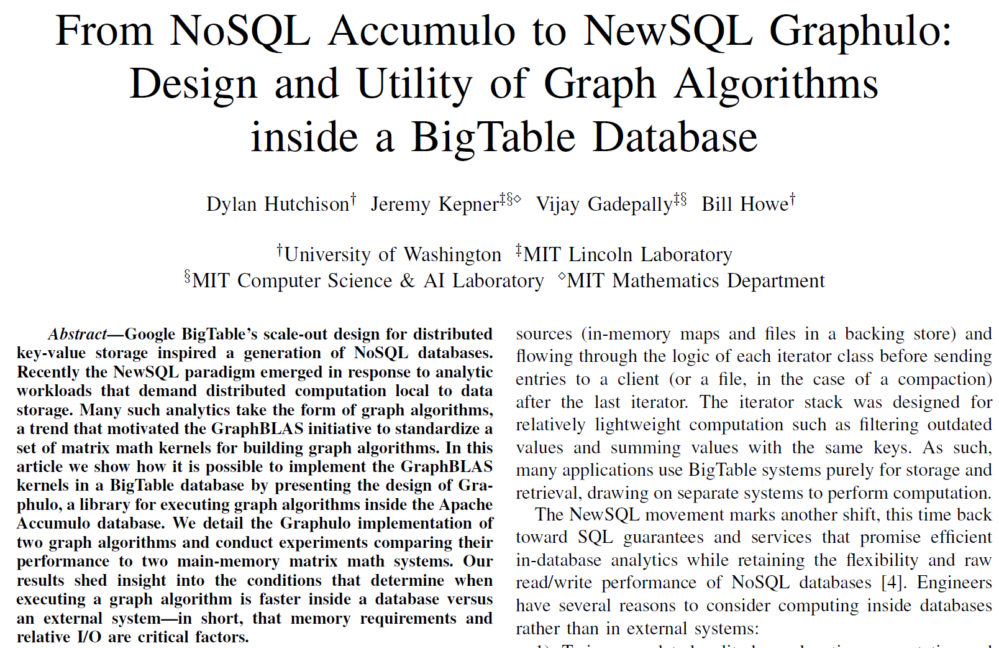 From NoSQL Accumulo to NewSQL Graphulo:
Design and Utility of Graph Algorithms
inside a BigTable Database
Dylan Hutchison† Jeremy Kepner‡§⋄ Vijay Gadepally‡§ Bill Howe†
†University of Washington ‡MIT Lincoln Laboratory
§MIT Computer Science & AI Laboratory ⋄MIT Mathematics Department
Abstract—Google BigTable’s scale-out design for distributed
key-value storage inspired a generation of NoSQL databases.
Recently the NewSQL paradigm emerged in response to analytic
workloads that demand distributed computation local to data
storage. Many such analytics take the form of graph algorithms,
a trend that motivated the GraphBLAS initiative to standardize a
set of matrix math kernels for building graph algorithms. In this
article we show how it is possible to implement the GraphBLAS
kernels in a BigTable database by presenting the design of Gra-
phulo, a library for executing graph algorithms inside the Apache
Accumulo database. We detail the Graphulo implementation of
two graph algorithms and conduct experiments comparing their
performance to two main-memory matrix math systems. Our
results shed insight into the conditions that determine when
executing a graph algorithm is faster inside a database versus
an external system—in short, that memory requirements and
relative I/O are critical factors.
sources (in-memory maps and files in a backing store) and
flowing through the logic of each iterator class before sending
entries to a client (or a file, in the case of a compaction)
after the last iterator. The iterator stack was designed for
relatively lightweight computation such as filtering outdated
values and summing values with the same keys. As such,
many applications use BigTable systems purely for storage and
retrieval, drawing on separate systems to perform computation.
The NewSQL movement marks another shift, this time back
toward SQL guarantees and services that promise efficient
in-database analytics while retaining the flexibility and raw
read/write performance of NoSQL databases [4]. Engineers
have several reasons to consider computing inside databases
rather than in external systems: